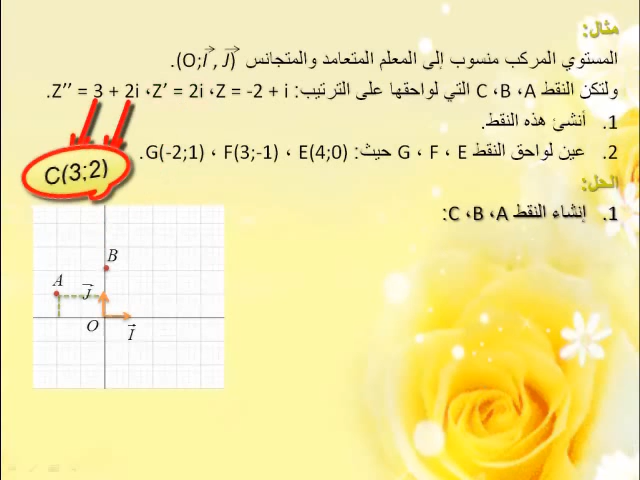 مثال:
المستوي المركب منسوب إلى المعلم المتعامد والمتجانس (O;I , J).
ولتكن النقط A، B، C التي لواحقها على الترتيب: Z = -2 + i، Z' = 2i، Z'' = 3 + 2i.
1. أنشئ هذه النقط.
2. عين لواحق النقط E ، F ، G حيث: E(4;0) ، F(3;-1) ، G(-2;1).
C(3;2)
الحل:
1. إنشاء النقط A، B، C:
B
A
J
O
I